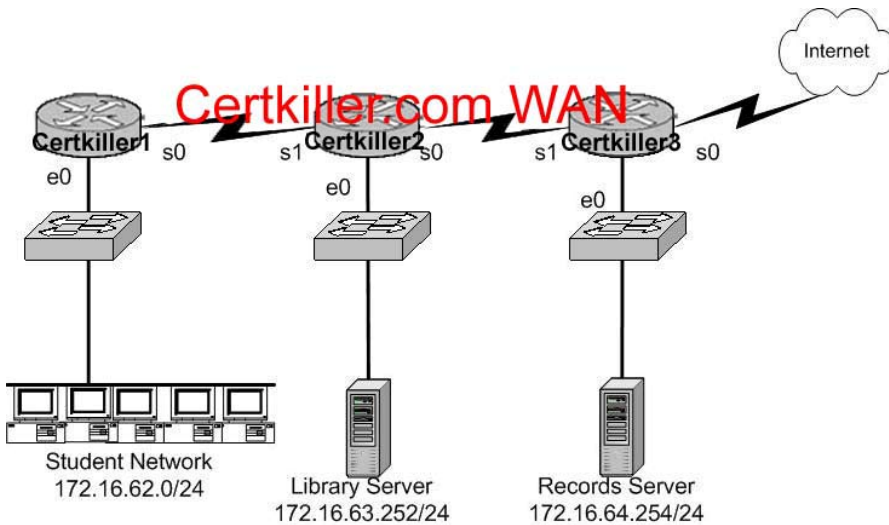 Internet
Certkiller.com WAN
Certkiller1
s0
s1
Certkiller2
s0
s1
Certkiller3
s0
e0
e0
e0
Student Network
172.16.62.0/24
Library Server
172.16.63.252/24
Records Server
172.16.64.254/24